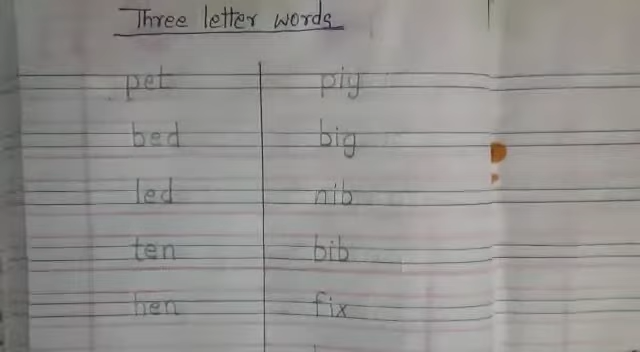 Three letter words
pet pig
bed big
led nib
ten bib
hen fix